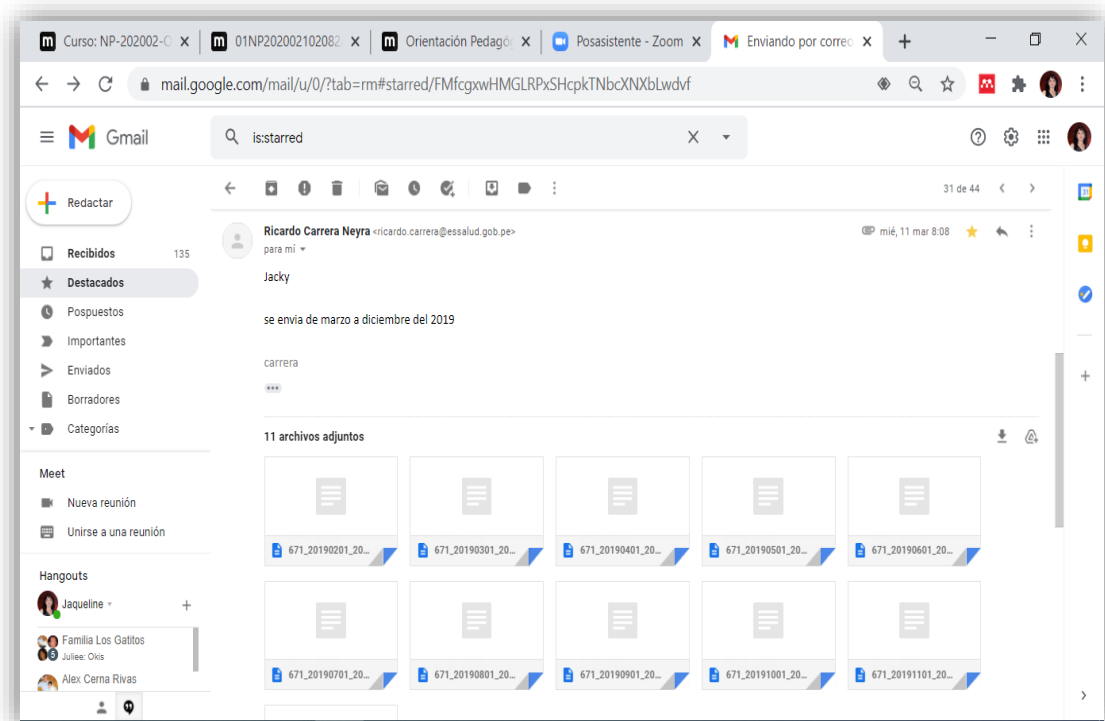 Curso: NP-202002-O
01NP202002102082
Orientación Pedagóg
Posasistente - Zoom
Enviando por correo
mail.google.com/mail/u/0/?tab=rm#starred/FMfcgxwHMGLRPxSHcpkTNbcXNXbLwdvf
Gmail
is:starred
Redactar
31 de 44
Recibidos 135
Destacados
Pospuestos
Importantes
Enviados
Borradores
Categorías
Meet
Nueva reunión
Unirse a una reunión
Hangouts
Jaqueline
Familia Los Gatitos
5 Juliee: Okis
Alex Cerna Rivas
Ricardo Carrera Neyra <ricardo.carrera@essalud.gob.pe>
mié, 11 mar 8:08
para mí
Jacky
se envia de marzo a diciembre del 2019
carrera
11 archivos adjuntos
671_20190201_20...
671_20190301_20...
671_20190401_20...
671_20190501_20...
671_20190601_20...
671_20190701_20...
671_20190801_20...
671_20190901_20...
671_20191001_20...
671_20191101_20...
31